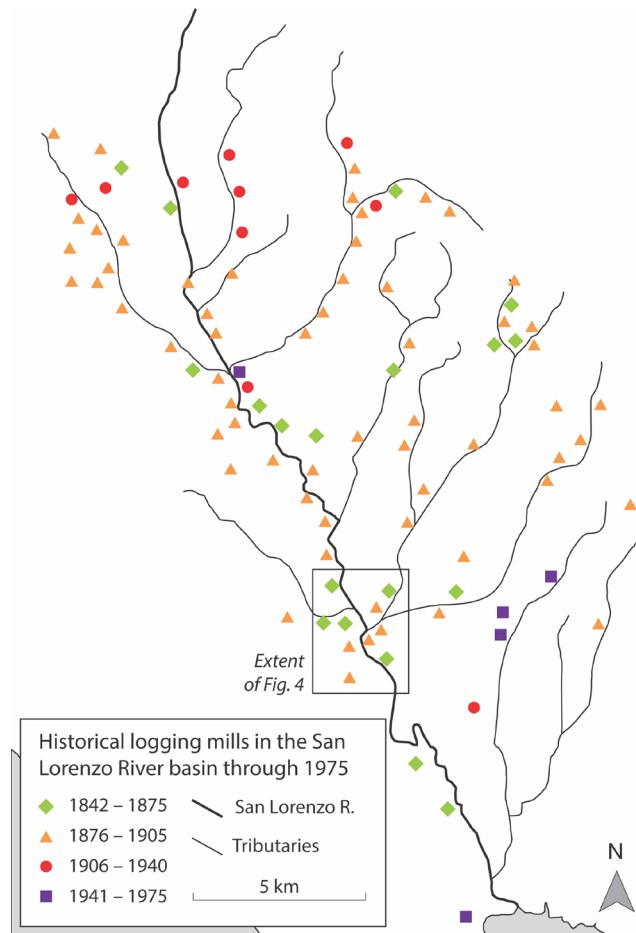 Extent
of Fig. 4
Historical logging mills in the San
Lorenzo River basin through 1975
1842 – 1875
San Lorenzo R.
1876 – 1905
Tributaries
1906 – 1940
1941 – 1975
5 km
N